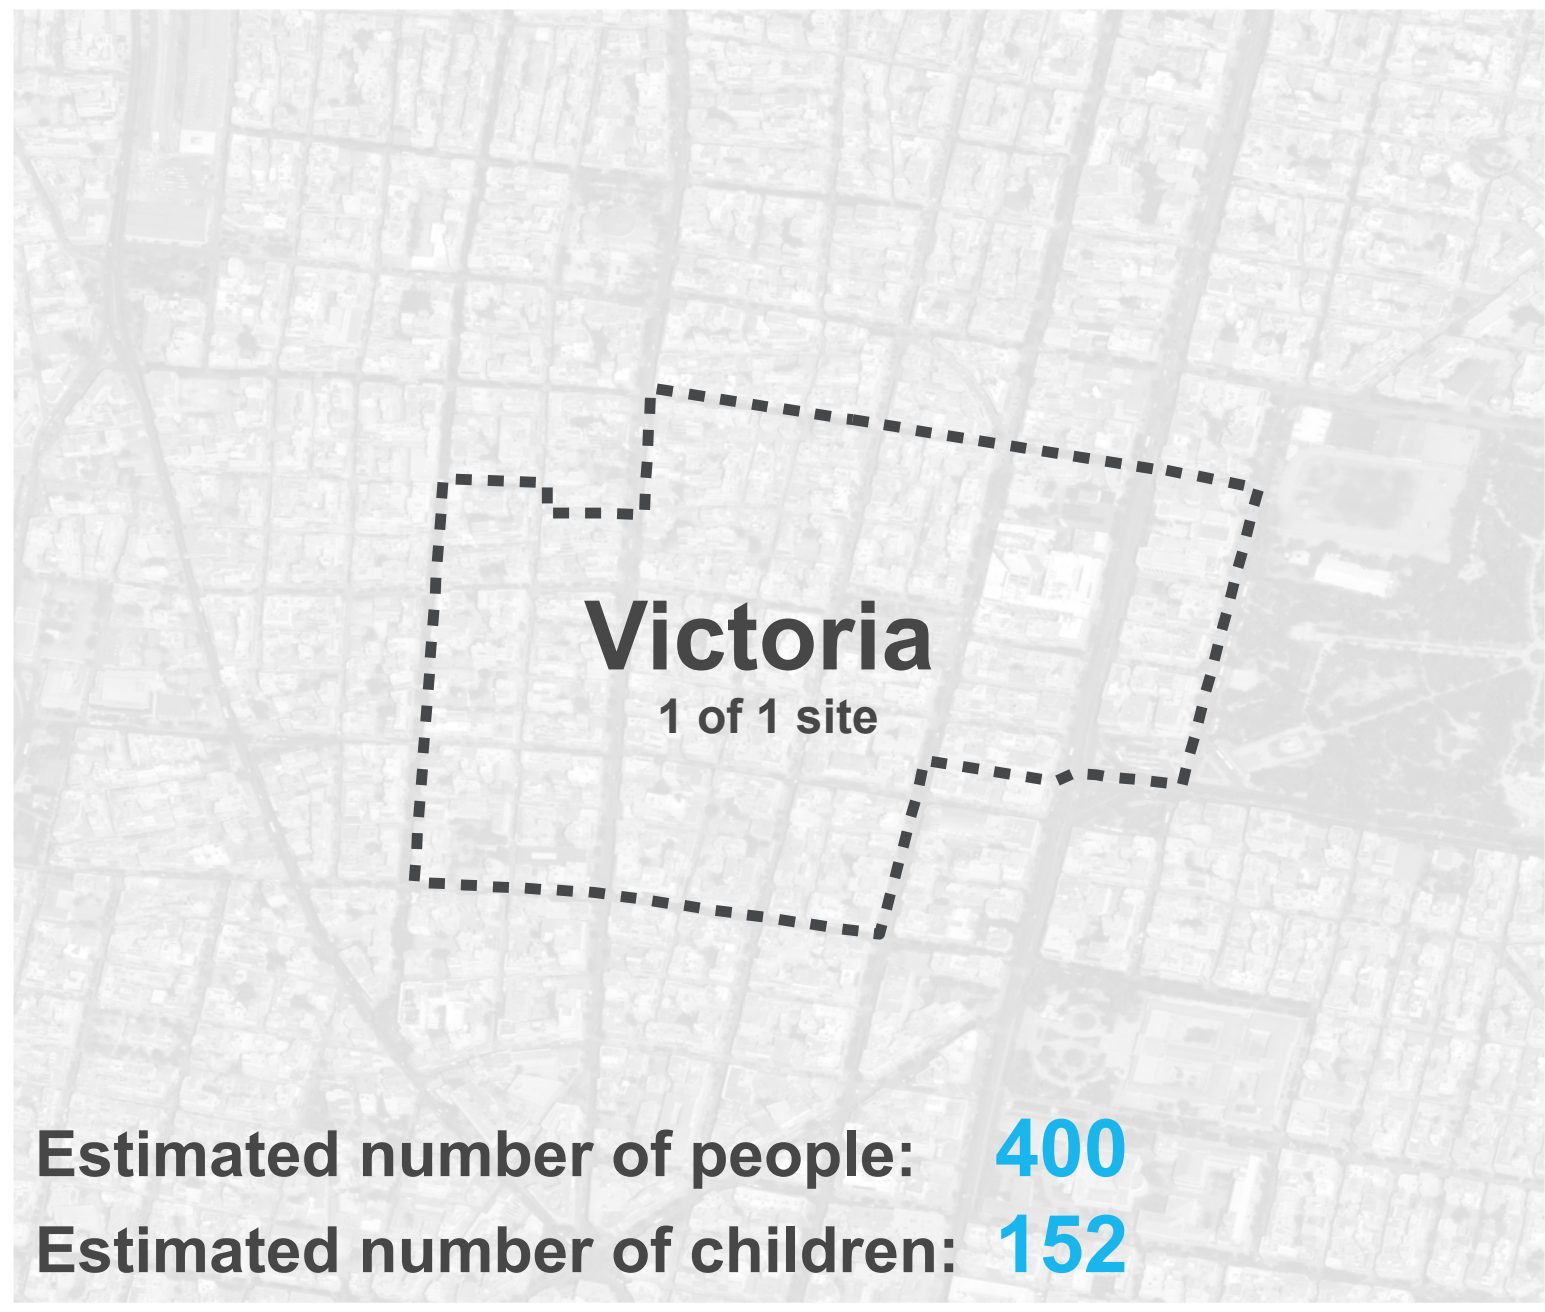 Victoria
1 of 1 site
Estimated number of people: 400
Estimated number of children: 152